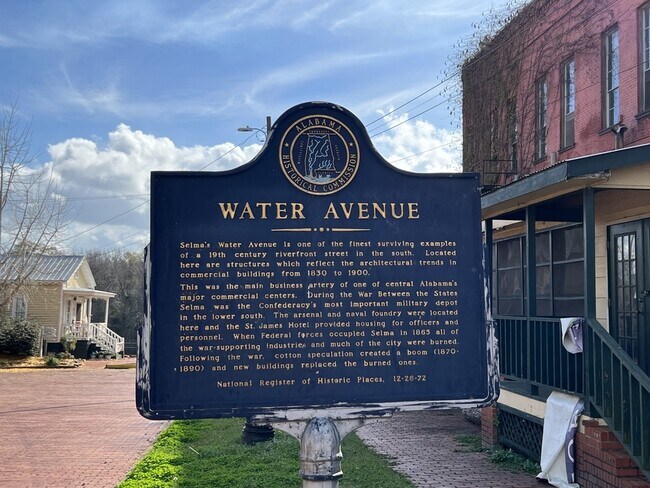 ALABAMA
HISTORICAL COMMISSION
WATER AVENUE
Selma's Water Avenue is one of the finest surviving examples
of a 19th century riverfront street in the south. Located
here are structures which reflect the architectural trends in
commercial buildings from 1830 to 1900.
This was the main business artery of one of central Alabama's
major commercial centers. During the War Between the States
Selma was the Confederacy's most important military depot
in the lower south. The arsenal and naval foundry were located
here and the St. James Hotel provided housing for officers and
personnel. When Federal forces occupied Selma in 1865 all of
the war-supporting industries and much of the city were burned.
Following the war, cotton speculation created a boom (1870-
1890) and new buildings replaced the burned ones.
National Register of Historic Places, 12-26-72